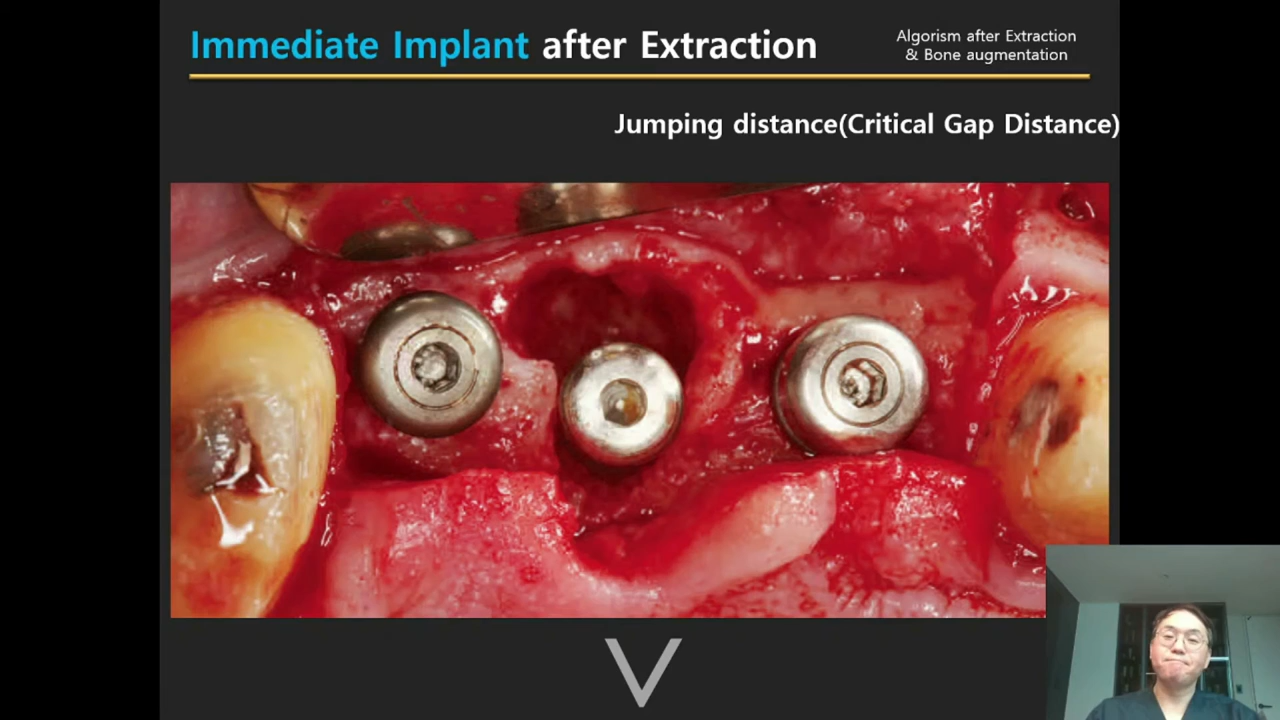 Immediate Implant after Extraction
Algorism after Extraction
& Bone augmentation
Jumping distance(Critical Gap Distance)